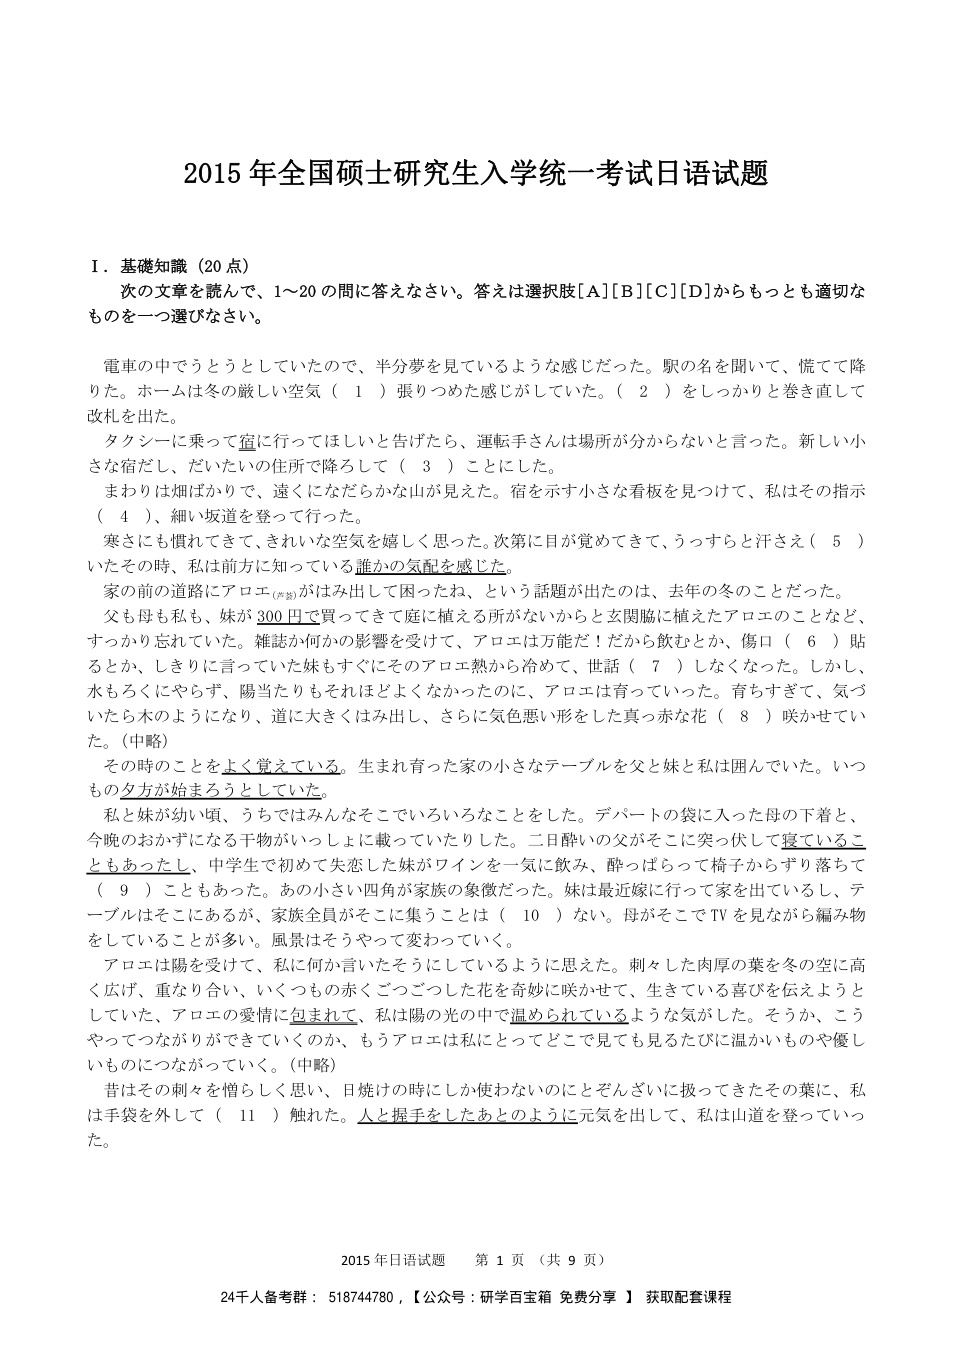 2015 年全国硕士研究生入学统一考试日语试题
Ⅰ．基礎知識（20 点）
次の文章を読んで、1～20 の問に答えなさい。答えは選択肢[A][B][C][D]からもっとも適切な
ものを一つ選びなさい。
電車の中でうとうとしていたので、半分夢を見ているような感じだった。駅の名を聞いて、慌てて降
りた。ホームは冬の厳しい空気（　1　）張りつめた感じがしていた。（　2　）をしっかりと巻き直して
改札を出た。
タクシーに乗って宿に行ってほしいと告げたら、運転手さんは場所が分からないと言った。新しい小
さな宿だし、だいたいの住所で降ろして（　3　）ことにした。
まわりは畑ばかりで、遠くになだらかな山が見えた。宿を示す小さな看板を見つけて、私はその指示
（　4　）、細い坂道を登って行った。
寒さにも慣れてきて、きれいな空気を嬉しく思った。次第に目が覚めてきて、うっすらと汗さえ（　5　）
いたその時、私は前方に知っている誰かの気配を感じた。
家の前の道路にアロエ(芦荟)がはみ出して困ったね、という話題が出たのは、去年の冬のことだった。
父も母も私も、妹が 300 円で買ってきて庭に植える所がないからと玄関脇に植えたアロエのことなど、
すっかり忘れていた。雑誌か何かの影響を受けて、アロエは万能だ！だから飲むとか、傷口（　6　）貼
るとか、しきりに言っていた妹もすぐにそのアロエ熱から冷めて、世話（　7　）しなくなった。しかし、
水もろくにやらず、陽当たりもそれほどよくなかったのに、アロエは育っていった。育ちすぎて、気づ
いたら木のようになり、道に大きくはみ出し、さらに気色悪い形をした真っ赤な花（　8　）咲かせてい
た。（中略）
その時のことをよく覚えている。生まれ育った家の小さなテーブルを父と妹と私は囲んでいた。いつ
もの夕方が始まろうとしていた。
私と妹が幼い頃、うちではみんなそこでいろいろなことをした。デパートの袋に入った母の下着と、
今晩のおかずになる干物がいっしょに載っていたりした。二日酔いの父がそこに突っ伏して寝ているこ
ともあったし、中学生で初めて失恋した妹がワインを一気に飲み、酔っぱらって椅子からずり落ちて
（　9　）こともあった。あの小さい四角が家族の象徴だった。妹は最近嫁に行って家を出ているし、テ
ーブルはそこにあるが、家族全員がそこに集うことは（　10　）ない。母がそこで TV を見ながら編み物
をしていることが多い。風景はそうやって変わっていく。
アロエは陽を受けて、私に何か言いたそうにしているように思えた。刺々した肉厚の葉を冬の空に高
く広げ、重なり合い、いくつもの赤くごつごつした花を奇妙に咲かせて、生きている喜びを伝えようと
していた、アロエの愛情に包まれて、私は陽の光の中で温められているような気がした。そうか、こう
やってつながりができていくのか、もうアロエは私にとってどこで見ても見るたびに温かいものや優し
いものにつながっていく。（中略）
昔はその刺々を憎らしく思い、日焼けの時にしか使わないのにとぞんざいに扱ってきたその葉に、私
は手袋を外して（　11　）触れた。人と握手をしたあとのように元気を出して、私は山道を登っていっ
た。
2015 年日语试题　　第 1 页 （共 9 页）
24千人备考群： 518744780，【公众号：研学百宝箱 免费分享 】 获取配套课程